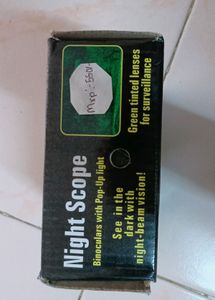 Mrp:- 550/-
Night Scope
Binoculars with Pop-Up light
See in the
dark with
night-beam vision!
Green tinted lenses
for surveillance